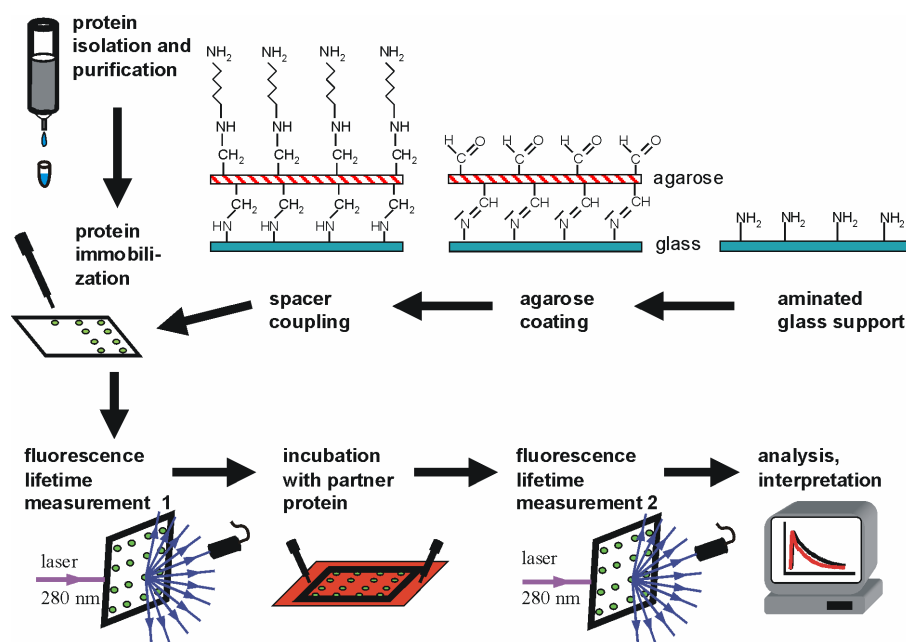 protein
isolation and
purification
NH2 NH2 NH2 NH2
NH NH NH NH
CH2 CH2 CH2 CH2
CH2 CH2 CH2 CH2
HN HN HN HN
H O H O H O H O
C C C C
agarose
CH CH CH CH
N N N N
glass
NH2 NH2 NH2 NH2
protein
immobili-
zation
spacer
coupling
agarose
coating
aminated
glass support
fluorescence
lifetime
measurement 1
incubation
with partner
protein
fluorescence
lifetime
measurement 2
analysis,
interpretation
laser
280 nm
laser
280 nm